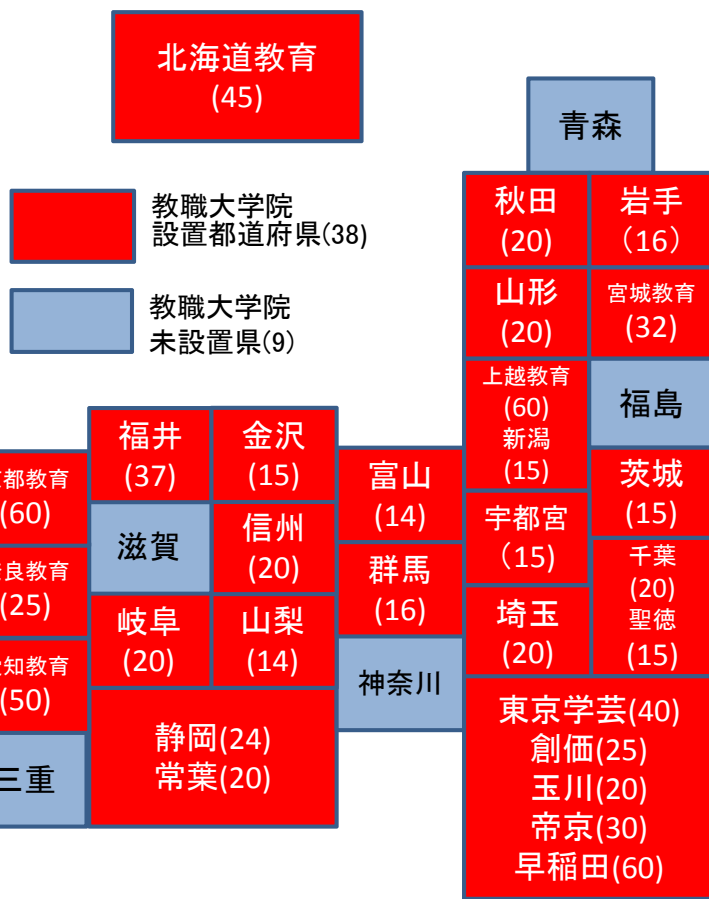 北海道教育
(45)
青森
教職大学院
設置都道府県(38)
教職大学院
未設置県(9)
秋田
(20)
岩手
(16)
山形
(20)
宮城教育
(32)
上越教育
(60)
新潟
(15)
福島
福井
(37)
金沢
(15)
都教育
(60)
富山
(14)
茨城
(15)
滋賀
信州
(20)
宇都宮
(15)
良教育
(25)
群馬
(16)
千葉
(20)
聖徳
(15)
岐阜
(20)
山梨
(14)
埼玉
(20)
知教育
(50)
神奈川
三重
静岡(24)
常葉(20)
東京学芸(40)
創価(25)
玉川(20)
帝京(30)
早稲田(60)